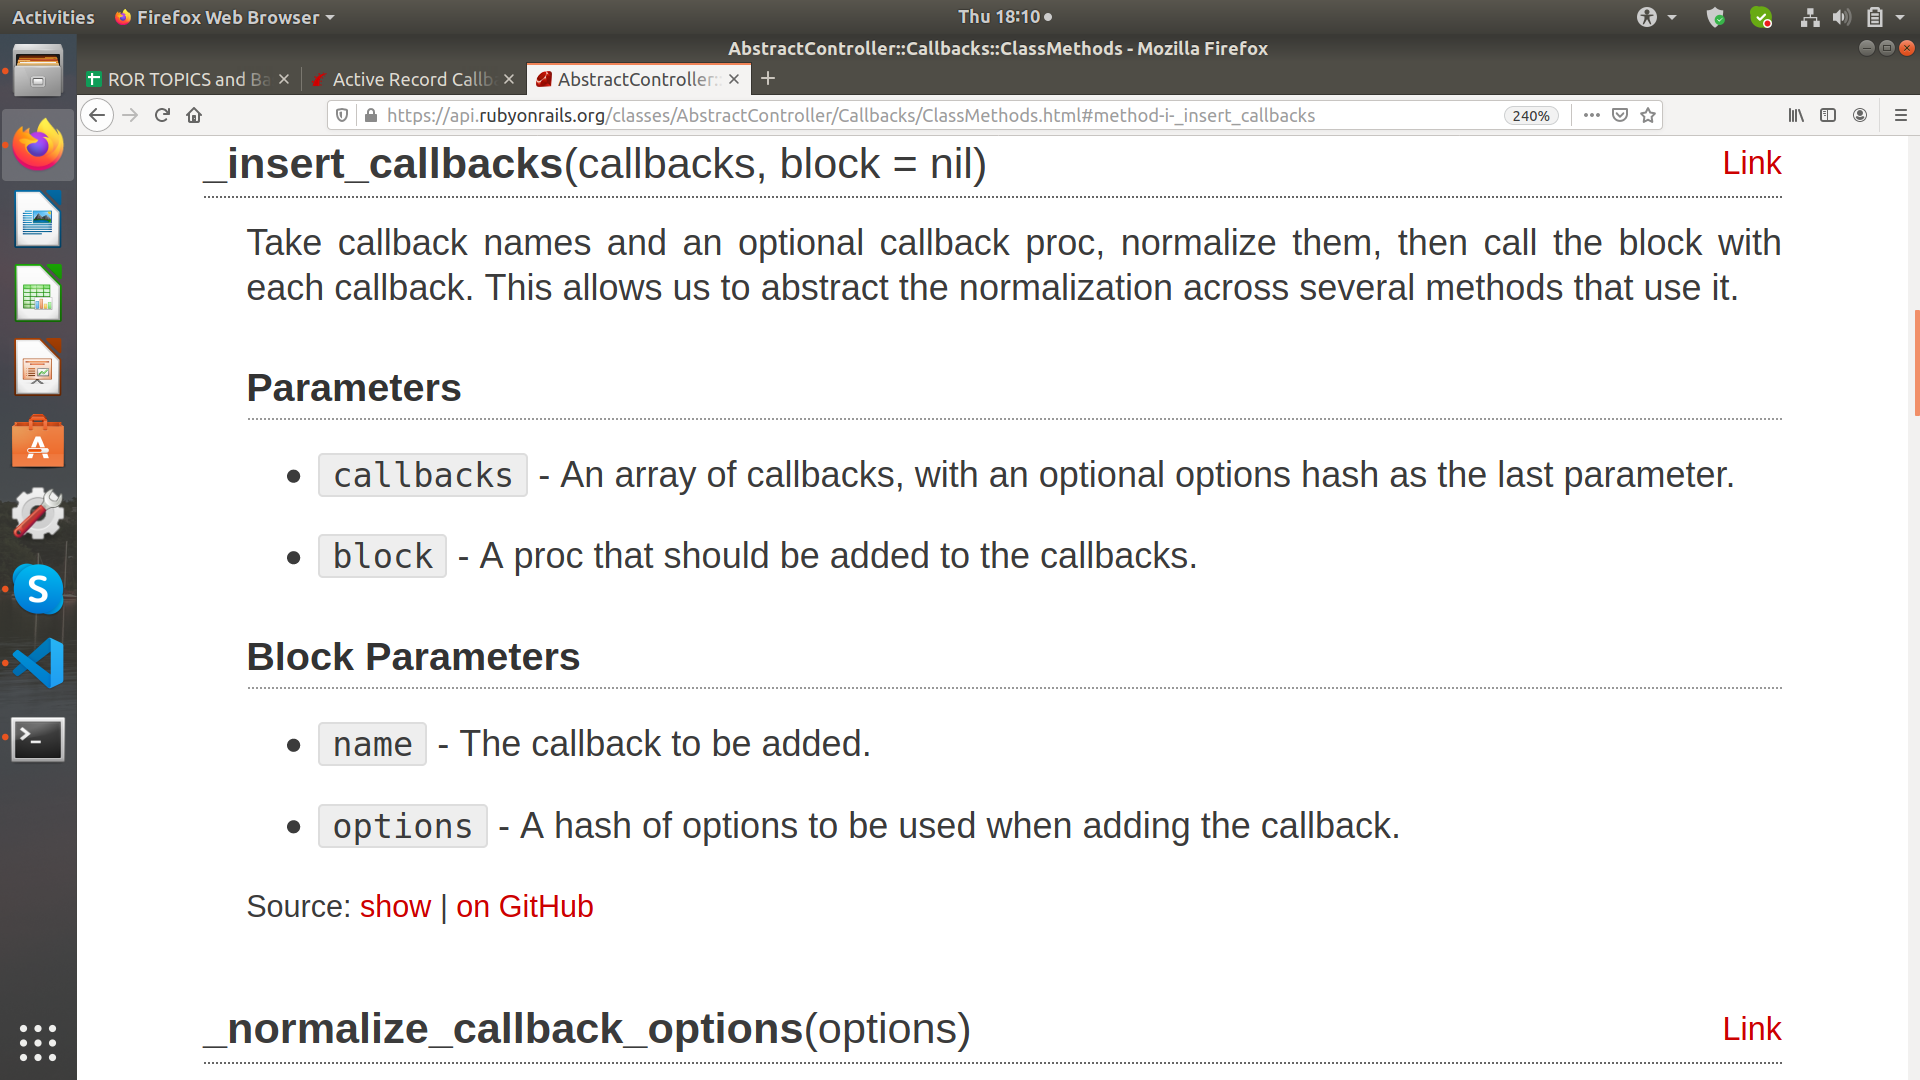 Activities Firefox Web Browser Thu 18:10
AbstractController::Callbacks::ClassMethods - Mozilla Firefox
ROR TOPICS and Ba Active Record Callb AbstractController::
https://api.rubyonrails.org/classes/AbstractController/Callbacks/ClassMethods.html#method-i-_insert_callbacks 240%
_insert_callbacks(callbacks, block = nil) Link
Take callback names and an optional callback proc, normalize them, then call the block with
each callback. This allows us to abstract the normalization across several methods that use it.
Parameters
callbacks - An array of callbacks, with an optional options hash as the last parameter.
block - A proc that should be added to the callbacks.
Block Parameters
name - The callback to be added.
options - A hash of options to be used when adding the callback.
Source: show | on GitHub
_normalize_callback_options(options) Link